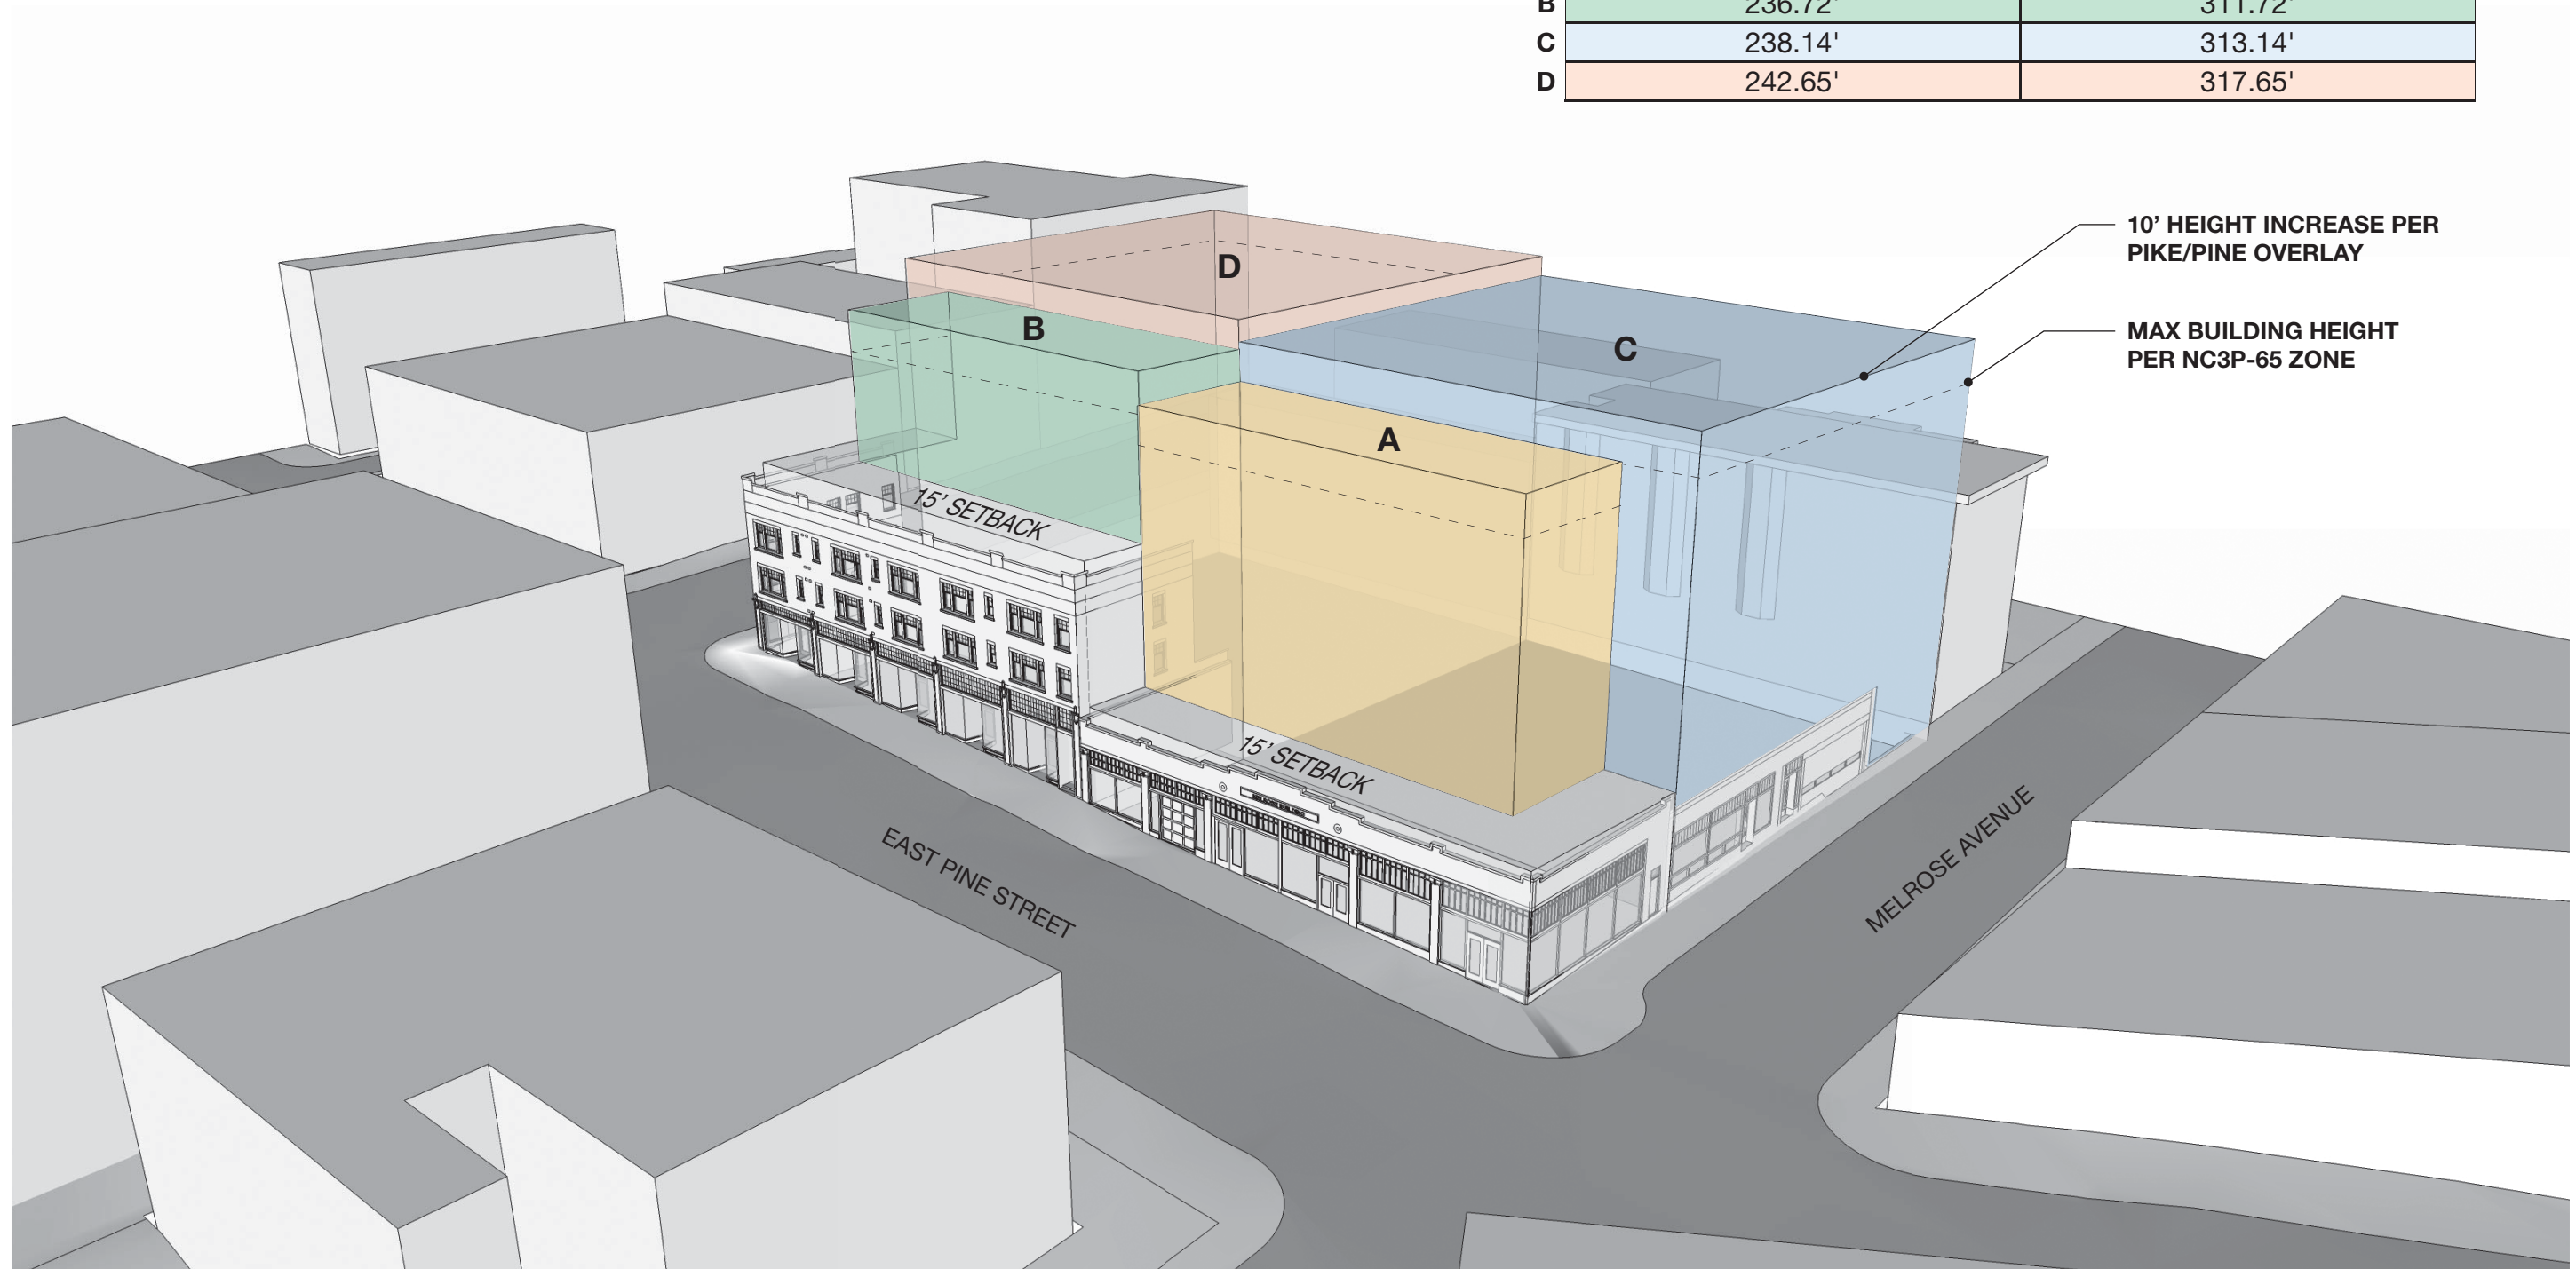 B 236.72' 311.72'
C 238.14' 313.14'
D 242.65' 317.65'
10’ HEIGHT INCREASE PER
PIKE/PINE OVERLAY
D
B
MAX BUILDING HEIGHT
PER NC3P-65 ZONE
C
A
15’ SETBACK
15’ SETBACK
EAST PINE STREET
MELROSE AVENUE